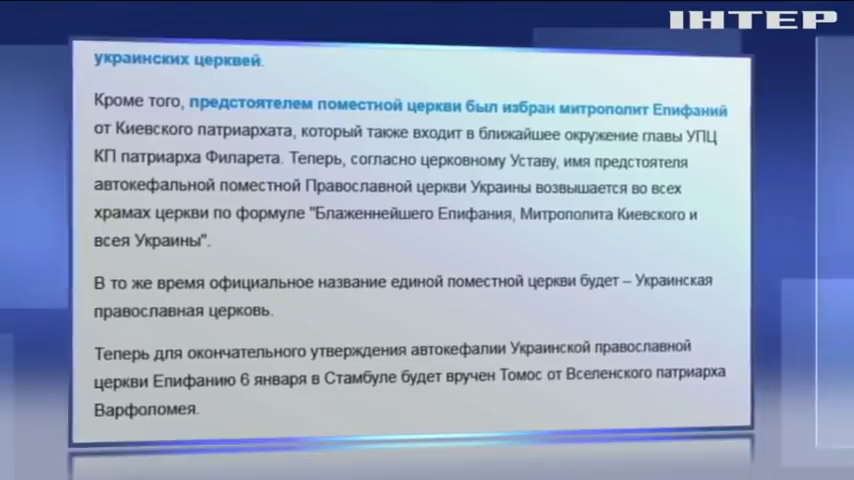 ІНТЕР
украинских церквей.
Кроме того, предстоятелем поместной церкви был избран митрополит Епифаний
от Киевского патриархата, который также входит в ближайшее окружение главы УПЦ
КП патриарха Филарета. Теперь, согласно церковному Уставу, имя предстоятеля
автокефальной поместной Православной церкви Украины возвышается во всех
храмах церкви по формуле "Блаженнейшего Епифания, Митрополита Киевского и
всея Украины".
В то же время официальное название единой поместной церкви будет – Украинская
православная церковь.
Теперь для окончательного утверждения автокефалии Украинской православной
церкви Епифанию 6 января в Стамбуле будет вручен Томос от Вселенского патриарха
Варфоломея.